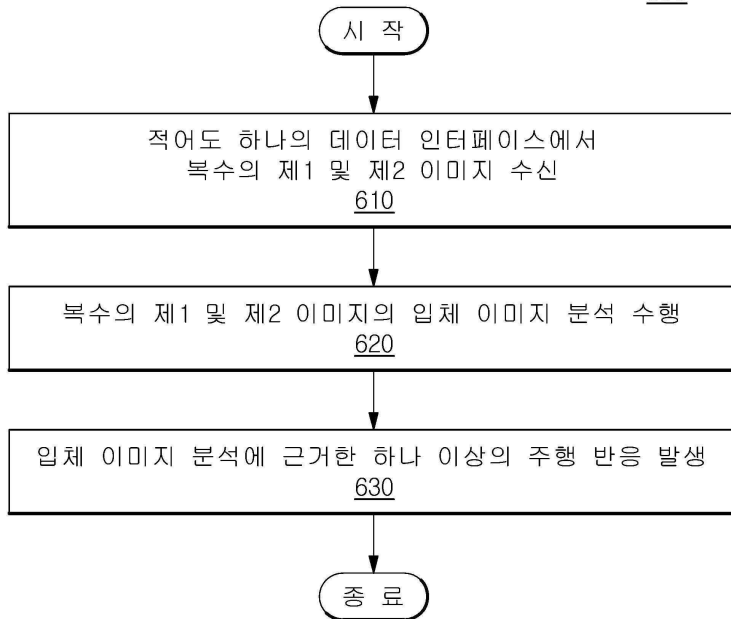 시 작
적어도 하나의 데이터 인터페이스에서
복수의 제1 및 제2 이미지 수신
610
복수의 제1 및 제2 이미지의 입체 이미지 분석 수행
620
입체 이미지 분석에 근거한 하나 이상의 주행 반응 발생
630
종 료